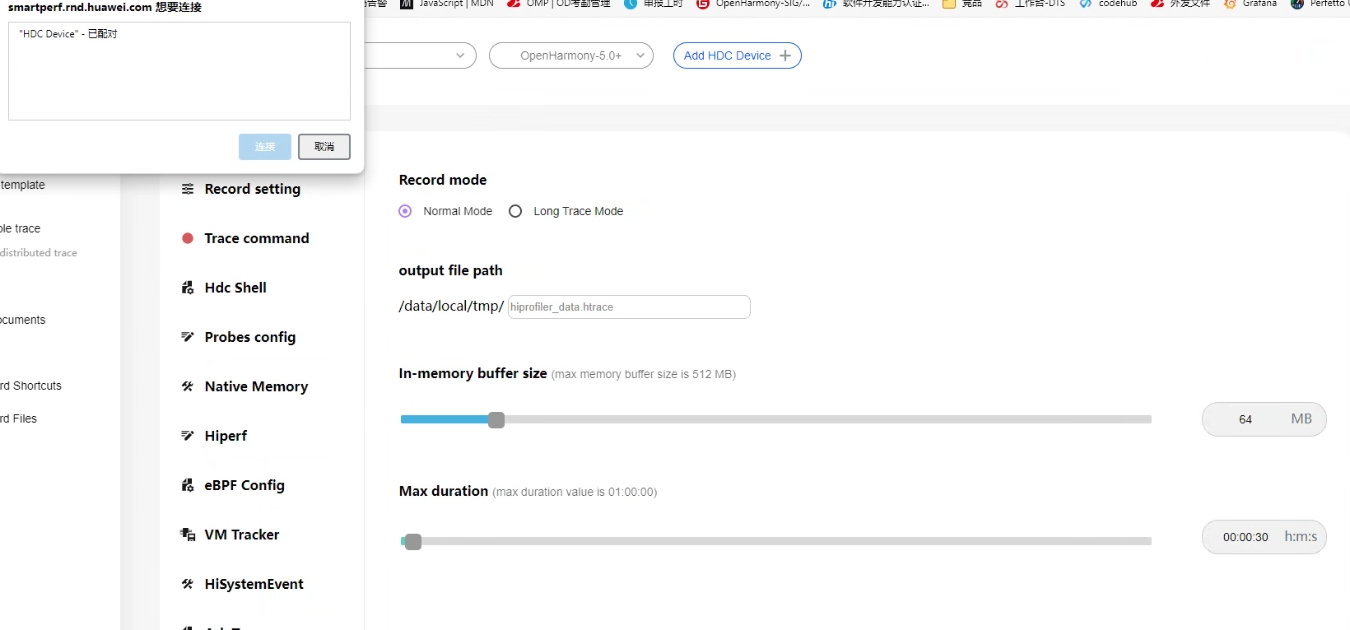 smartperf.rnd.huawei.com 想要连接
"HDC Device" - 已配对
连接
取消
告警
JavaScript | MDN
OMP | OD考勤管理
申报工时
OpenHarmony-SIG/...
软件开发能力认证...
竞品
工作台-DTS
codehub
外发文件
Grafana
Perfetto
OpenHarmony-5.0+
Add HDC Device
template
ple trace
distributed trace
ocuments
rd Shortcuts
rd Files
Record setting
Trace command
Hdc Shell
Probes config
Native Memory
Hiperf
eBPF Config
VM Tracker
HiSystemEvent
Record mode
Normal Mode
Long Trace Mode
output file path
/data/local/tmp/ hiprofiler_data.htrace
In-memory buffer size (max memory buffer size is 512 MB)
64 MB
Max duration (max duration value is 01:00:00)
00:00:30 h:m:s